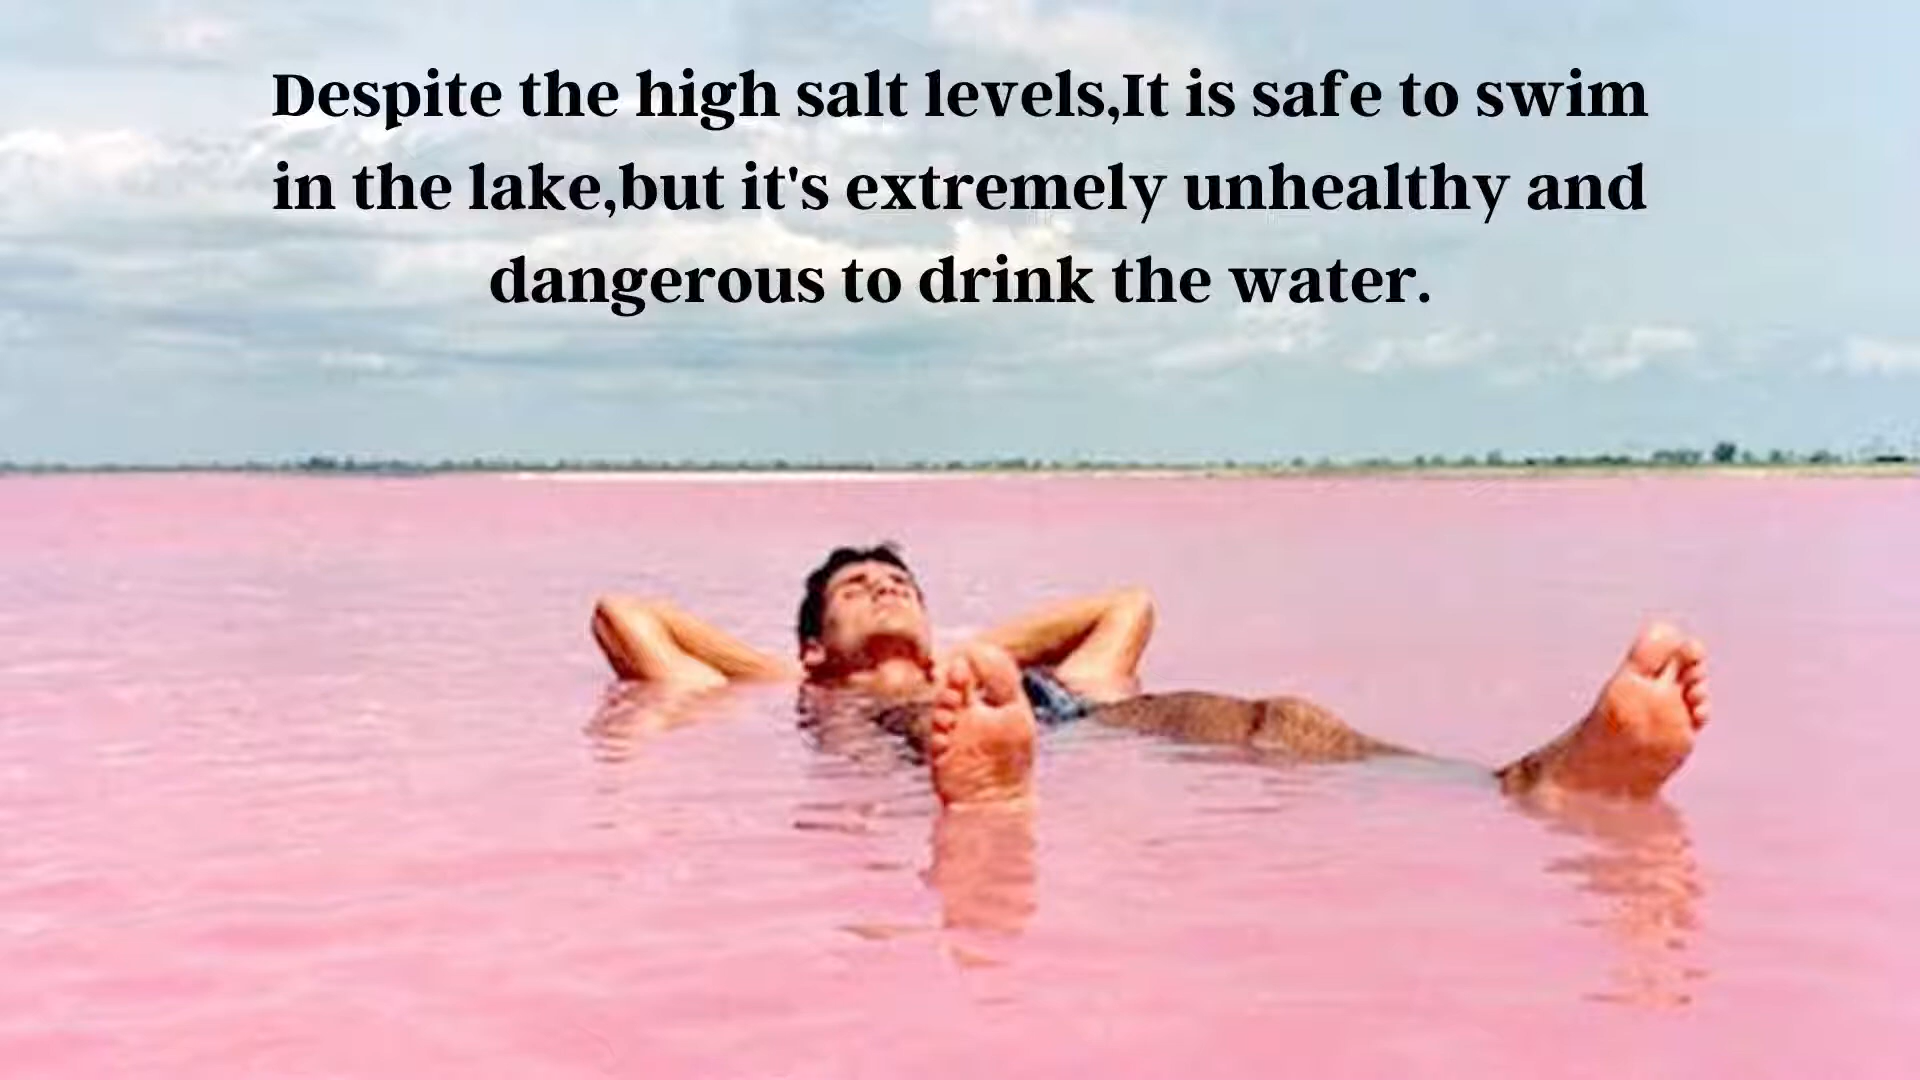 Despite the high salt levels,It is safe to swim
in the lake,but it's extremely unhealthy and
dangerous to drink the water.